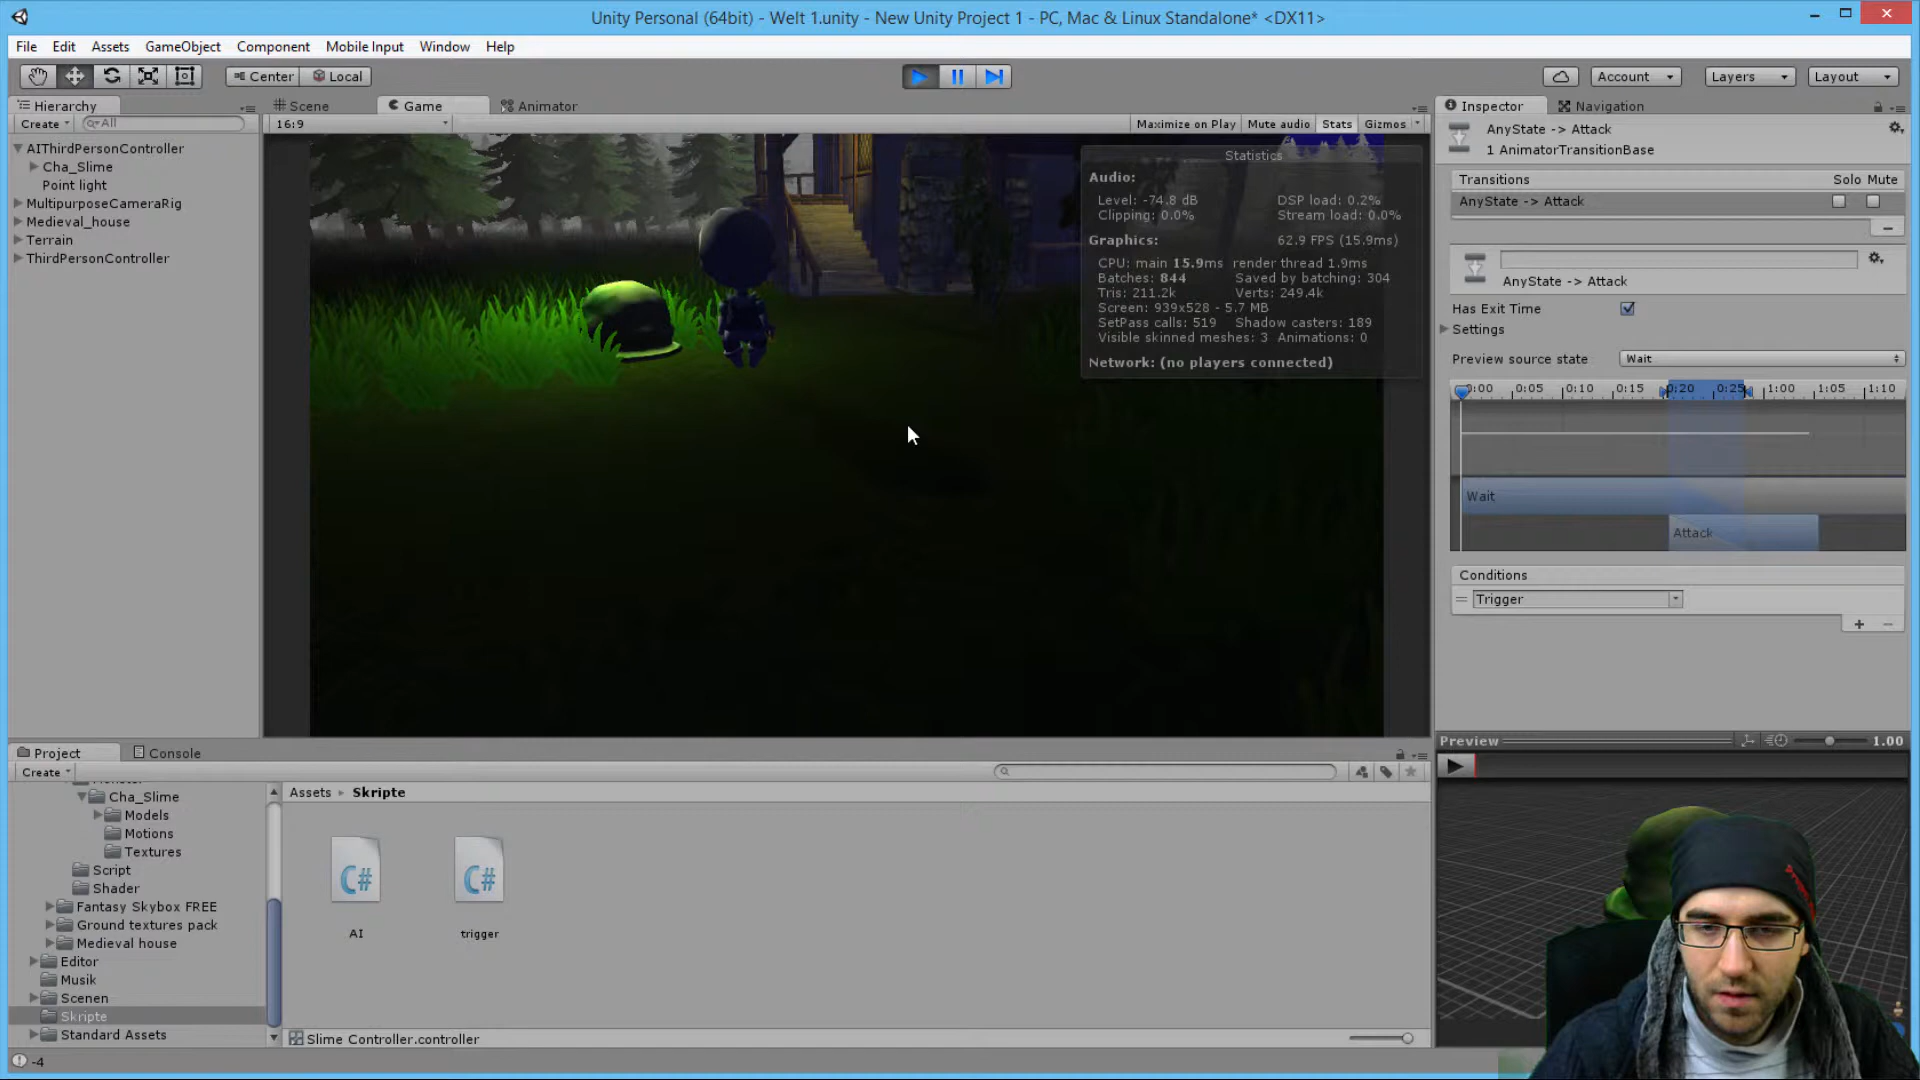 Unity Personal (64bit) - Welt 1.unity - New Unity Project 1 - PC, Mac & Linux Standalone* <DX11>
File Edit Assets GameObject Component Mobile Input Window Help
Center Local Account Layers Layout
Hierarchy
Create All
AIThirdPersonController
Cha_Slime
Point light
MultipurposeCameraRig
Medieval_house
Terrain
ThirdPersonController
Scene Game Animator
16:9 Maximize on Play Mute audio Stats Gizmos
Statistics
Audio:
Level: -74.8 dB DSP load: 0.2%
Clipping: 0.0% Stream load: 0.0%
Graphics: 62.9 FPS (15.9ms)
CPU: main 15.9ms render thread 1.9ms
Batches: 844 Saved by batching: 304
Tris: 211.2k Verts: 249.4k
Screen: 939x528 - 5.7 MB
SetPass calls: 519 Shadow casters: 189
Visible skinned meshes: 3 Animations: 0
Network: (no players connected)
Inspector Navigation
AnyState -> Attack
1 AnimatorTransitionBase
Transitions Solo Mute
AnyState -> Attack
AnyState -> Attack
Has Exit Time
Settings
Preview source state Wait
0:00 0:05 0:10 0:15 0:20 0:25 1:00 1:05 1:10
Wait
Attack
Conditions
Trigger
Preview 1.00
Project Console
Create
Cha_Slime
Models
Motions
Textures
Script
Shader
Fantasy Skybox FREE
Ground textures pack
Medieval house
Editor
Musik
Scenen
Skripte
Standard Assets
Assets Skripte
C# C#
AI trigger
Slime Controller.controller
-4